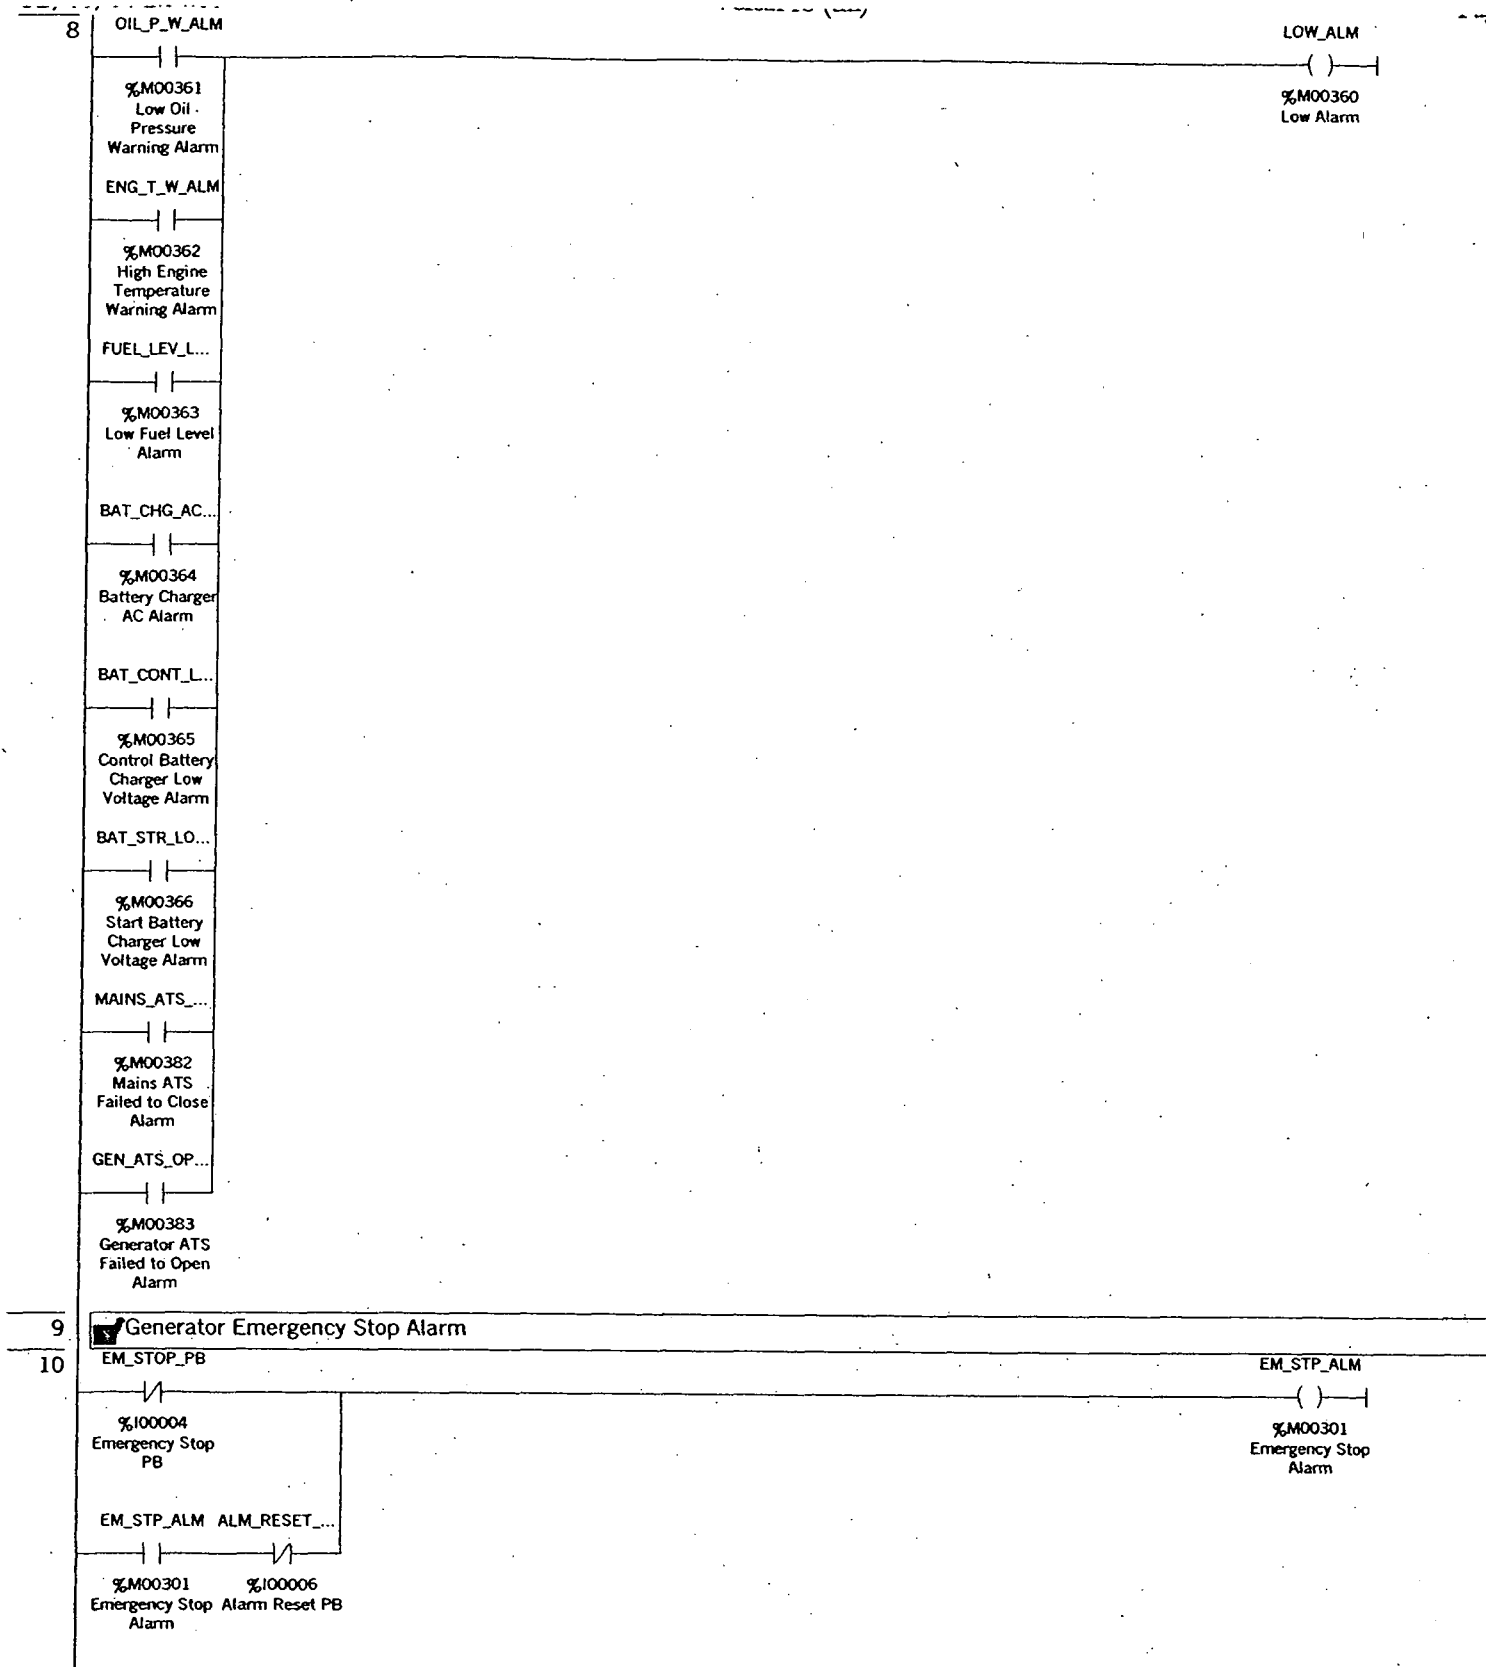 8
OIL_P_W_ALM
LOW_ALM
%M00361
Low Oil
Pressure
Warning Alarm
%M00360
Low Alarm
ENG_T_W_ALM
%M00362
High Engine
Temperature
Warning Alarm
FUEL_LEV_L...
%M00363
Low Fuel Level
Alarm
BAT_CHG_AC...
%M00364
Battery Charger
AC Alarm
BAT_CONT_L...
%M00365
Control Battery
Charger Low
Voltage Alarm
BAT_STR_LO...
%M00366
Start Battery
Charger Low
Voltage Alarm
MAINS_ATS_...
%M00382
Mains ATS
Failed to Close
Alarm
GEN_ATS_OP...
%M00383
Generator ATS
Failed to Open
Alarm
9
Generator Emergency Stop Alarm
10
EM_STOP_PB
EM_STP_ALM
%I00004
Emergency Stop
PB
%M00301
Emergency Stop
Alarm
EM_STP_ALM ALM_RESET_...
%M00301 %I00006
Emergency Stop Alarm Reset PB
Alarm